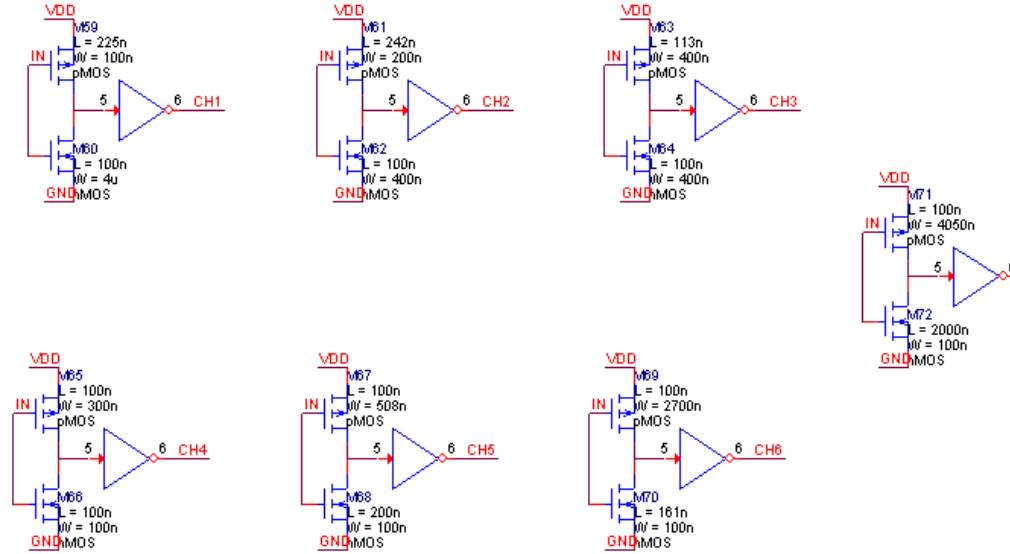 VDD
M59
L = 225n
IN
W = 100n
pMOS
5
6
CH1
M60
L = 100n
W = 4u
GND
nMOS
VDD
M61
L = 242n
IN
W = 200n
pMOS
5
6
CH2
M62
L = 100n
W = 400n
GND
nMOS
VDD
M63
L = 113n
IN
W = 400n
pMOS
5
6
CH3
M64
L = 100n
W = 400n
GND
nMOS
VDD
M71
L = 100n
IN
W = 4050n
pMOS
5
M72
L = 2000n
W = 100n
GND
nMOS
VDD
M65
L = 100n
IN
W = 300n
pMOS
5
6
CH4
M66
L = 100n
W = 100n
GND
nMOS
VDD
M67
L = 100n
IN
W = 508n
pMOS
5
6
CH5
M68
L = 200n
W = 100n
GND
nMOS
VDD
M69
L = 100n
IN
W = 2700n
pMOS
5
6
CH6
M70
L = 161n
W = 100n
GND
nMOS